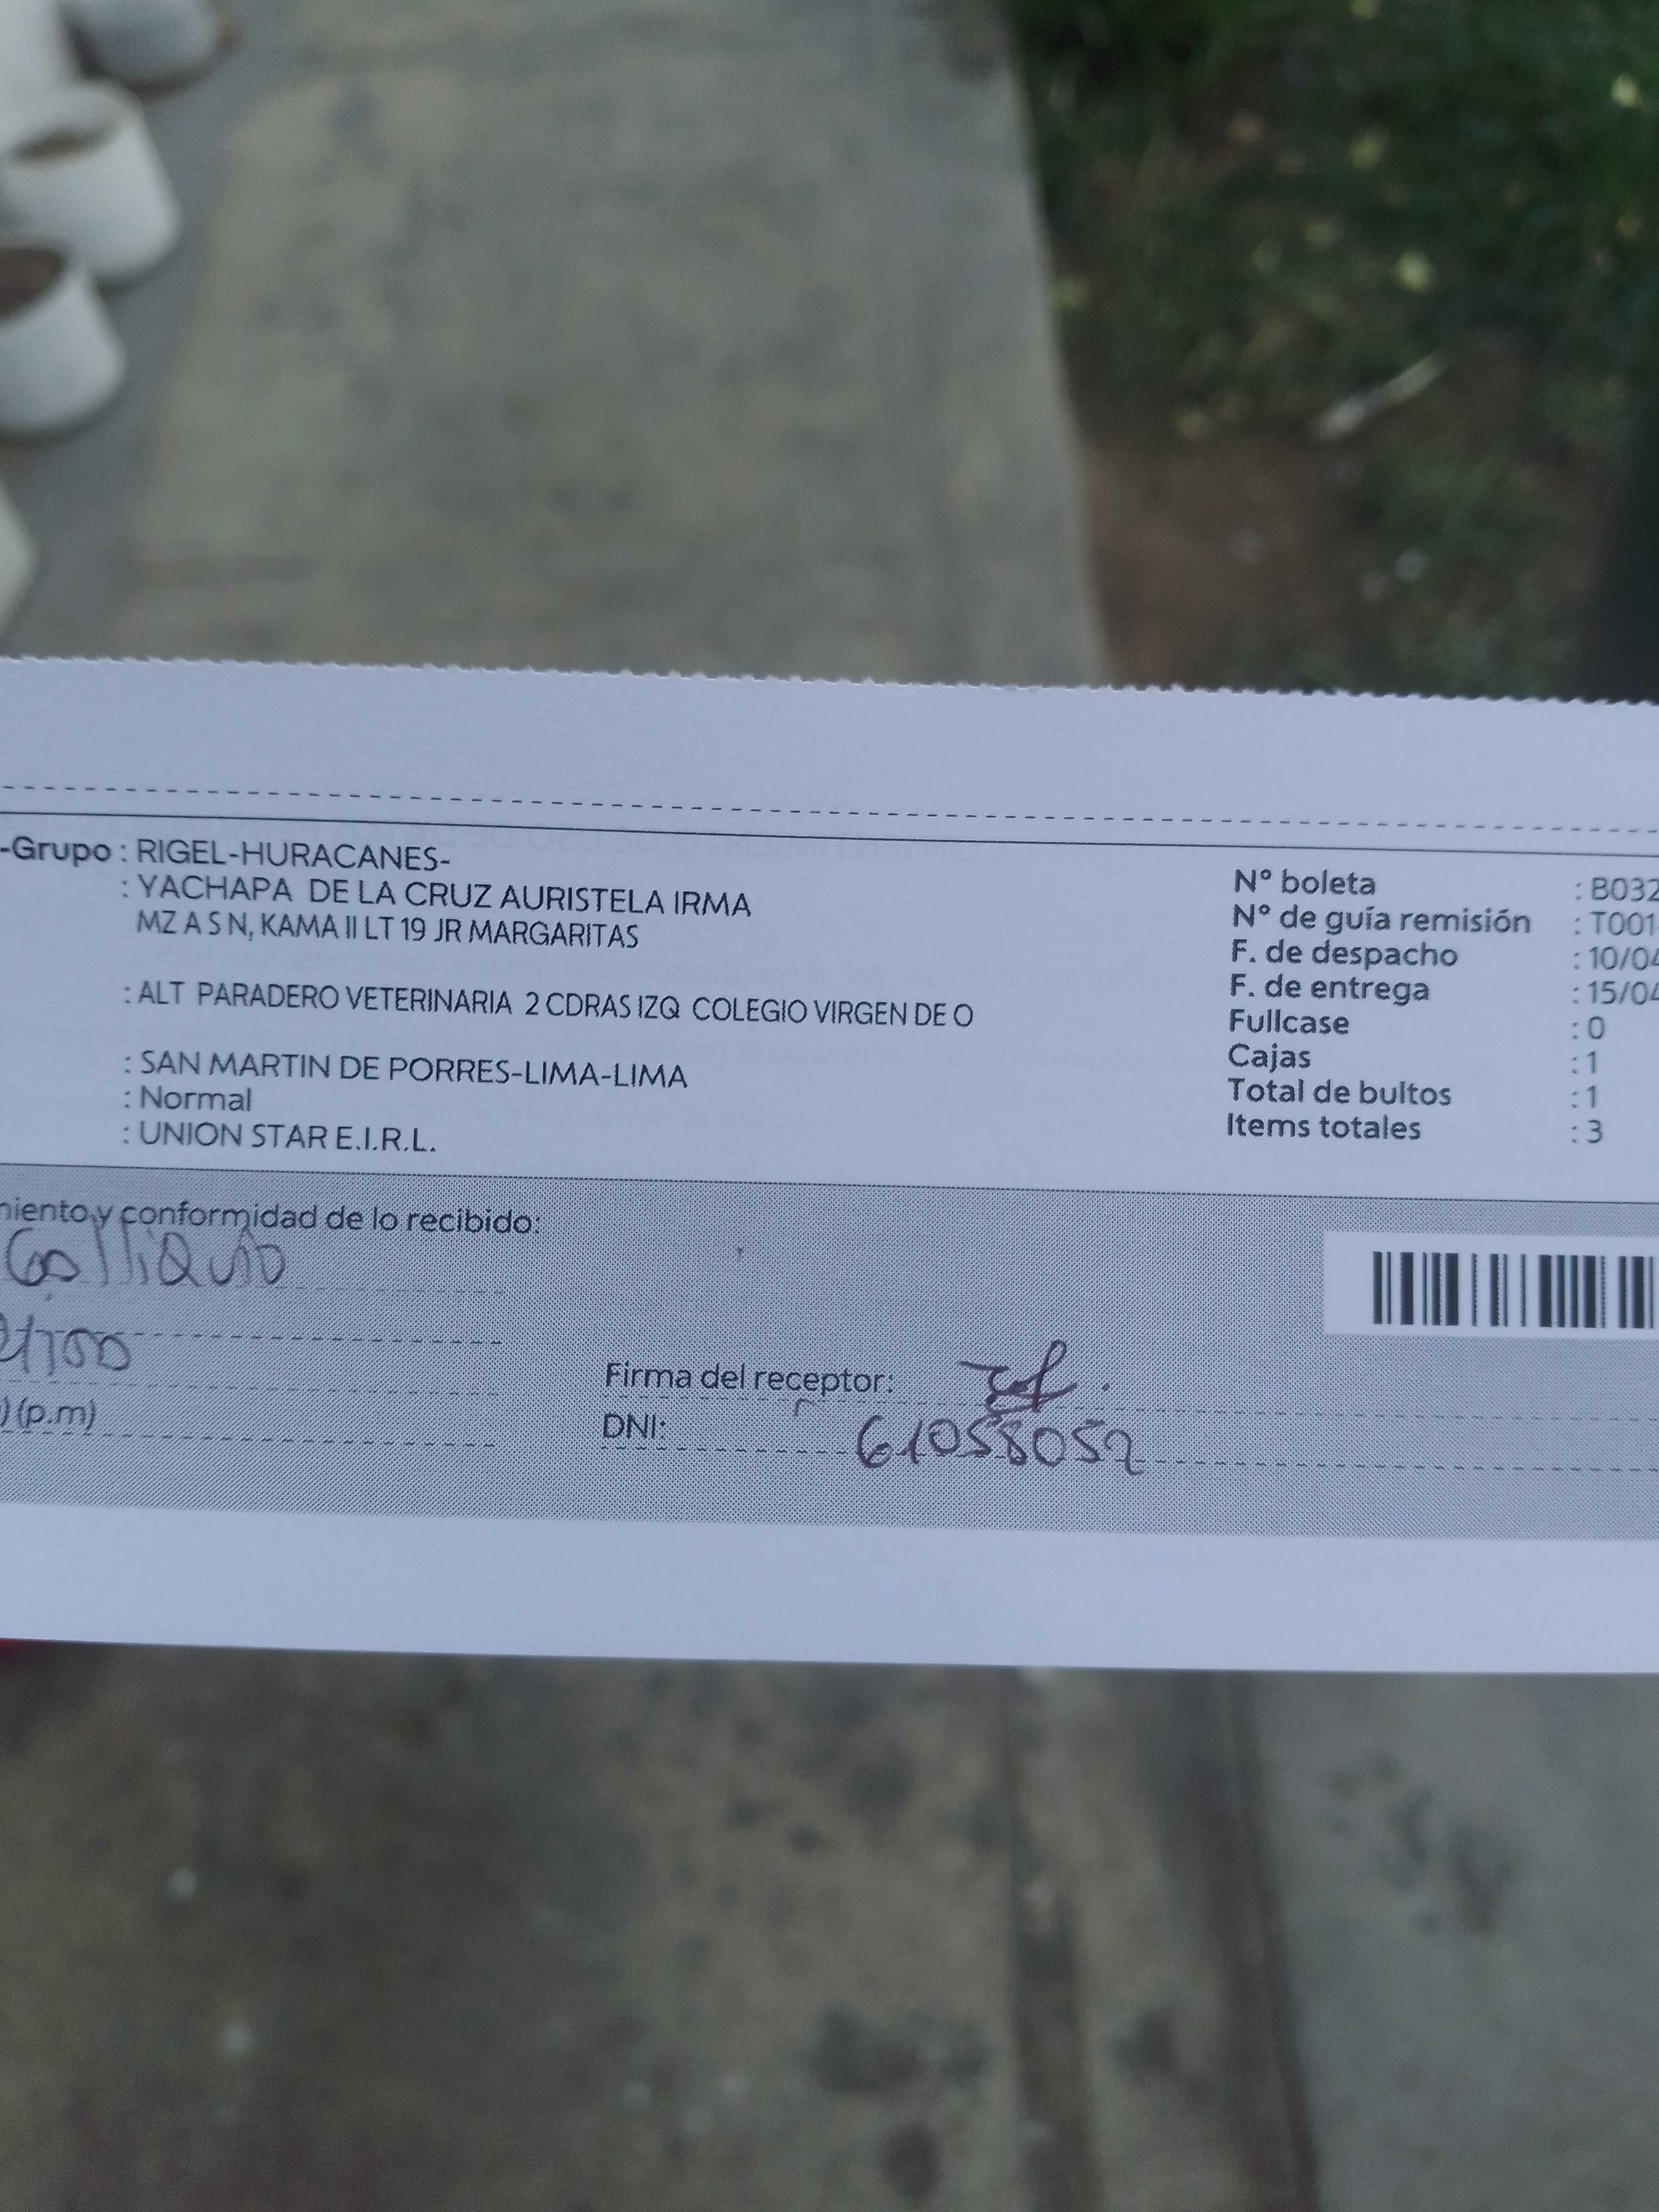 -Grupo : RIGEL-HURACANES-
: YACHAPA DE LA CRUZ AURISTELA IRMA
MZ A S N, KAMA II LT 19 JR MARGARITAS
: ALT PARADERO VETERINARIA 2 CDRAS IZQ COLEGIO VIRGEN DE O
: SAN MARTIN DE PORRES-LIMA-LIMA
: Normal
: UNION STAR E.I.R.L.
N° boleta : B032
N° de guía remisión : T001
F. de despacho : 10/04
F. de entrega : 15/04
Fullcase : 0
Cajas : 1
Total de bultos : 1
Items totales : 3
miento y conformidad de lo recibido:
) (p.m)
Firma del receptor:
DNI: 61058052